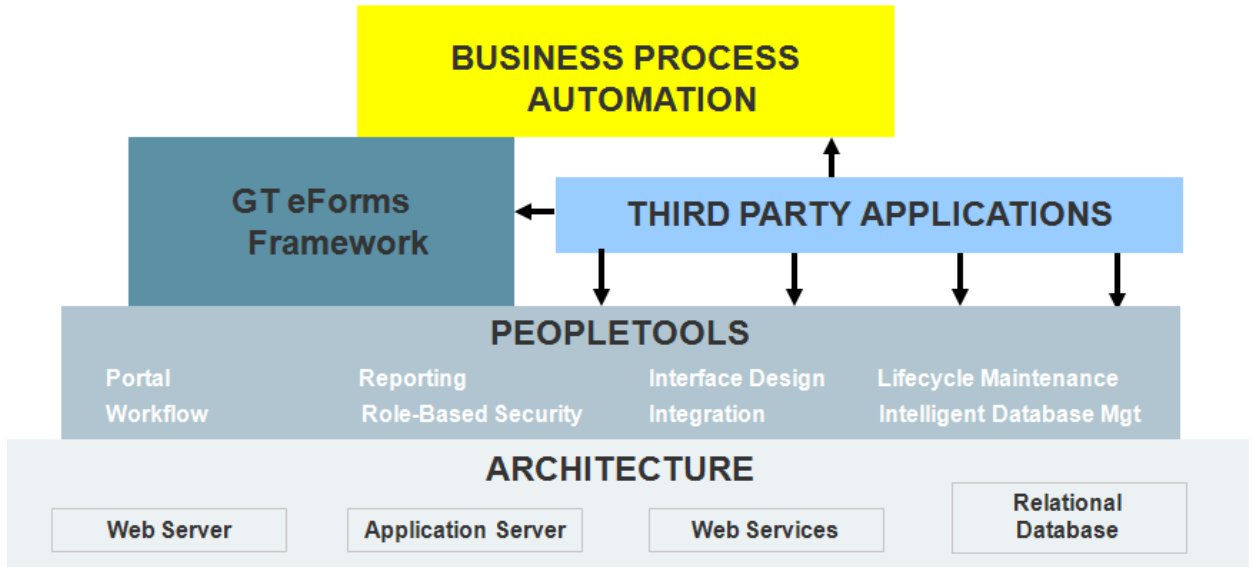 BUSINESS PROCESS
AUTOMATION
GT eForms
Framework
THIRD PARTY APPLICATIONS
PEOPLETOOLS
Portal Reporting Interface Design Lifecycle Maintenance
Workflow Role-Based Security Integration Intelligent Database Mgt
ARCHITECTURE
Web Server
Application Server
Web Services
Relational
Database